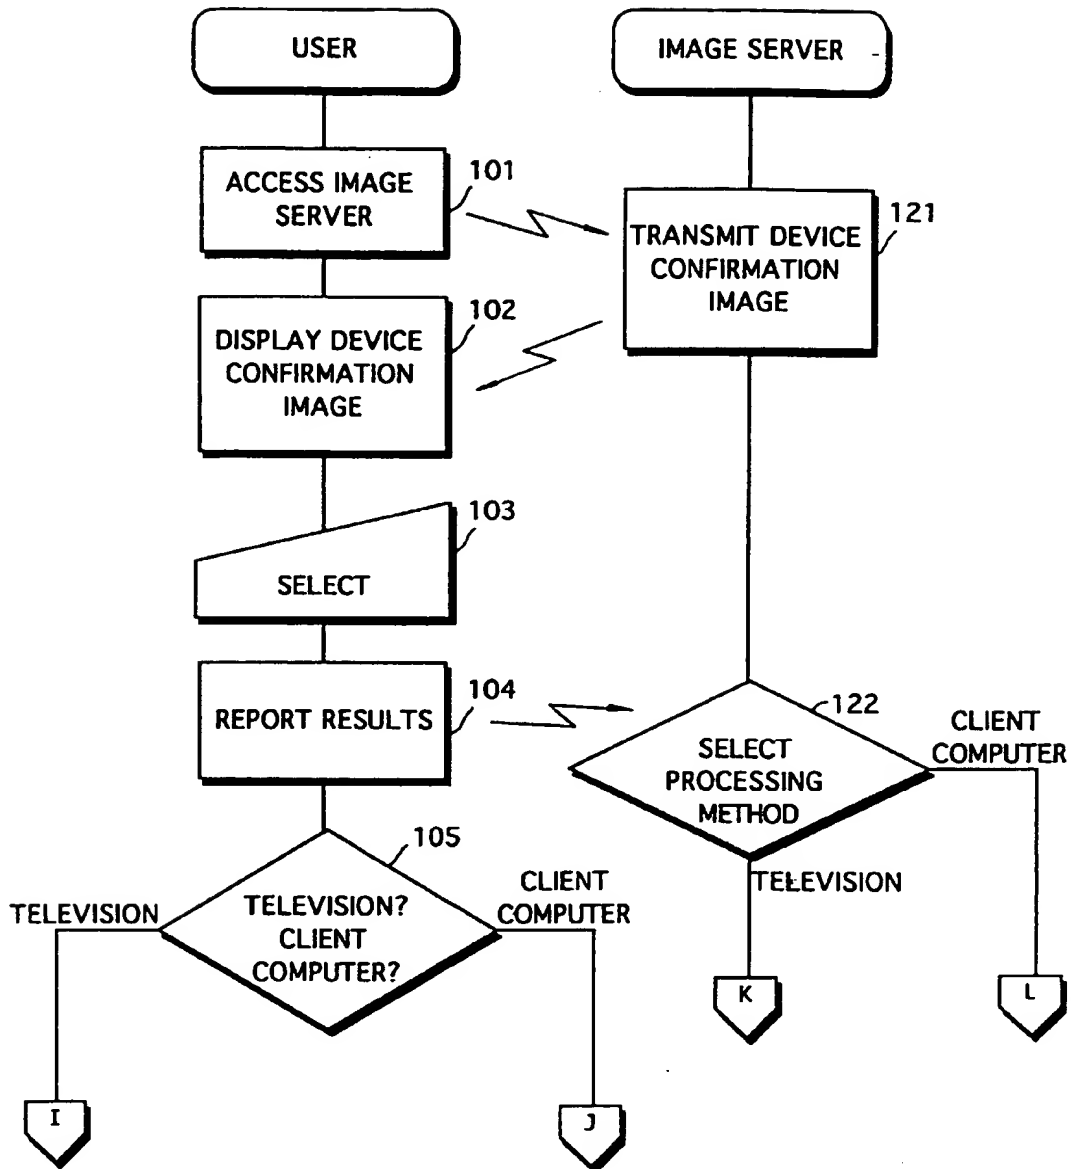 USER
IMAGE SERVER
ACCESS IMAGE
SERVER
101
TRANSMIT DEVICE
CONFIRMATION
IMAGE
121
DISPLAY DEVICE
CONFIRMATION
IMAGE
102
SELECT
103
REPORT RESULTS
104
SELECT
PROCESSING
METHOD
122
CLIENT
COMPUTER
TELEVISION
TELEVISION?
CLIENT
COMPUTER?
105
TELEVISION
CLIENT
COMPUTER
K
L
I
J